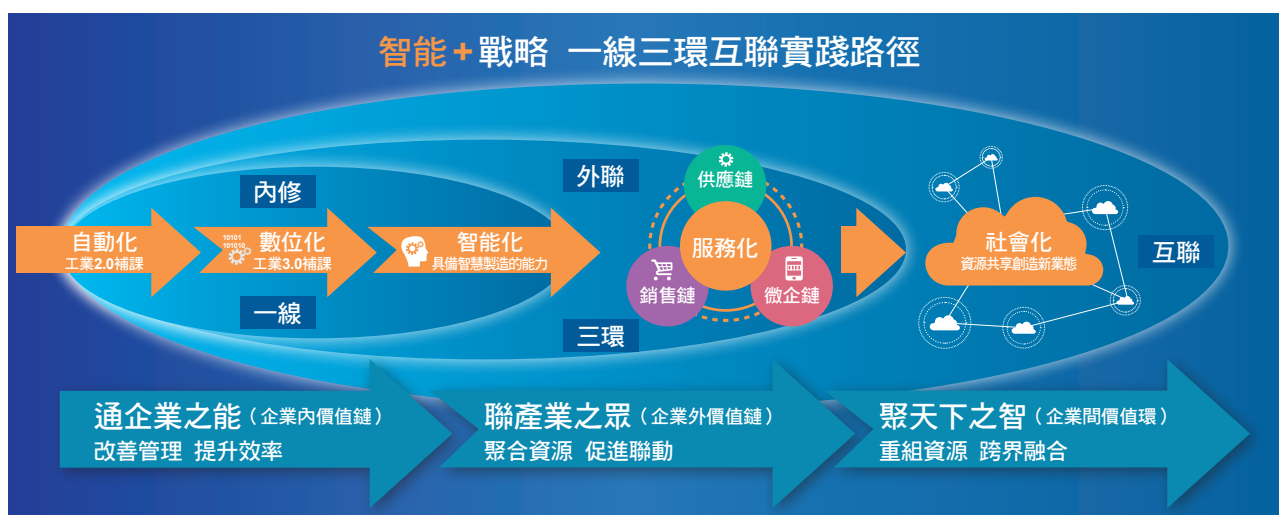 智能+戰略 一線三環互聯實踐路徑
內修
自動化
工業2.0補課
10101
101010
數位化
工業3.0補課
智能化
具備智慧製造的能力
一線
外聯
供應鏈
服務化
銷售鏈
微企鏈
三環
社會化
資源共享創造新業態
互聯
通企業之能（企業內價值鏈）
改善管理 提升效率
聯產業之眾（企業外價值鏈）
聚合資源 促進聯動
聚天下之智（企業間價值環）
重組資源 跨界融合